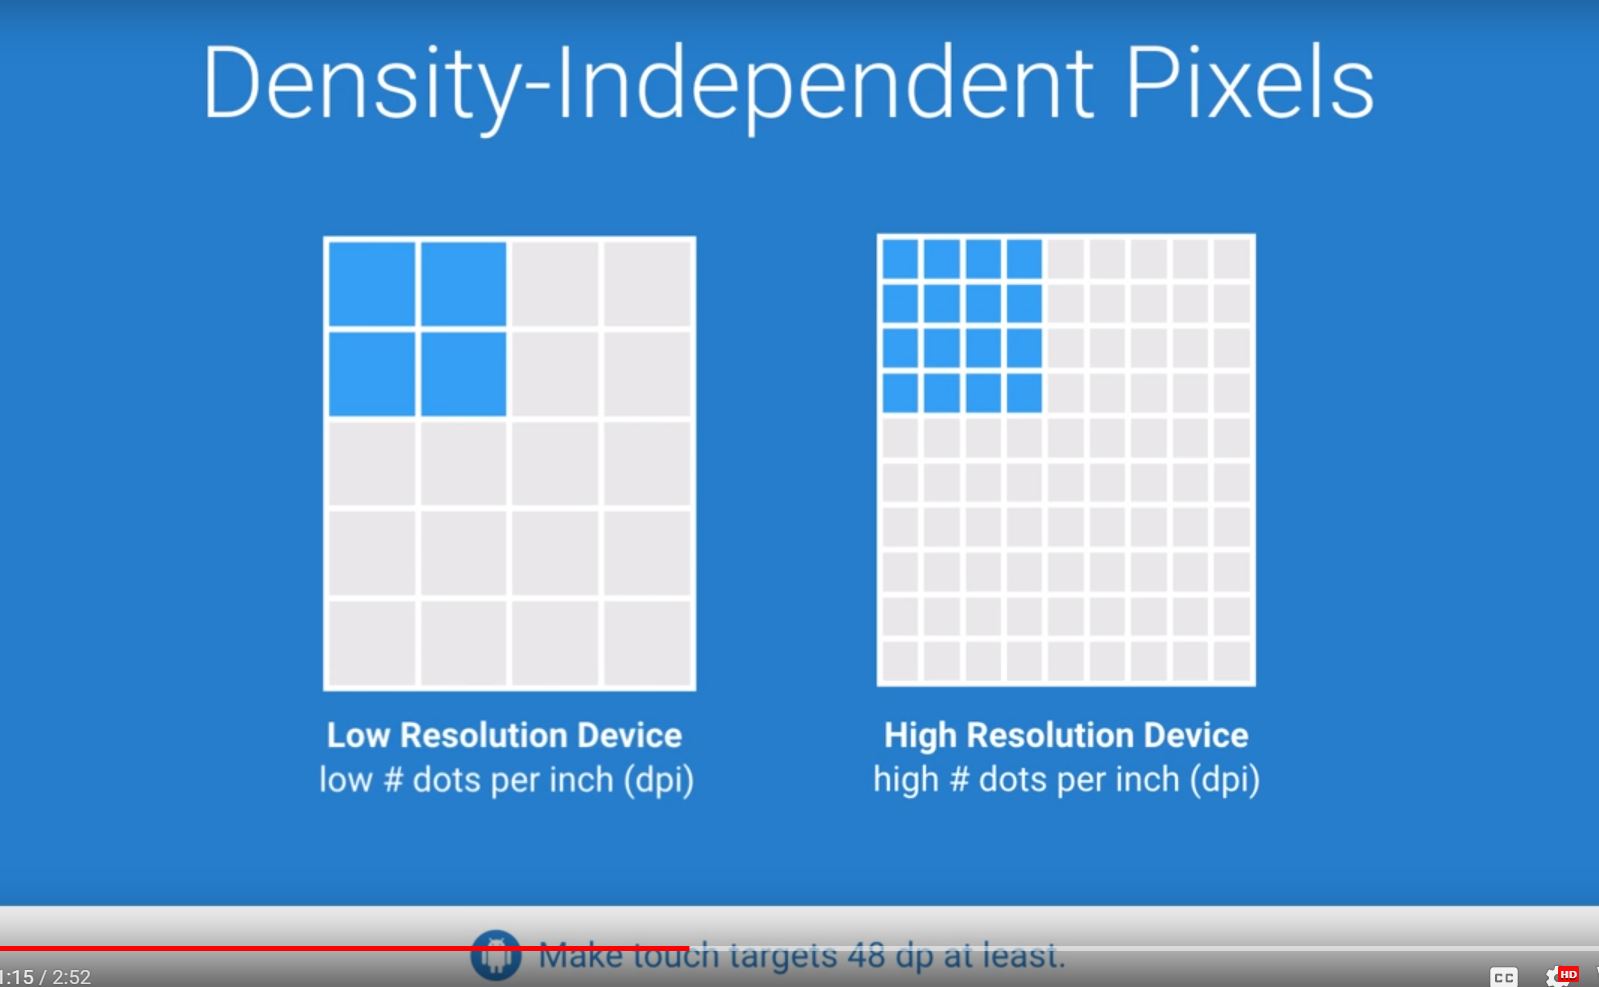 Density-Independent Pixels
Low Resolution Device
low # dots per inch (dpi)
High Resolution Device
high # dots per inch (dpi)
Make touch targets 48 dp at least.
1:15 / 2:52
CC
HD